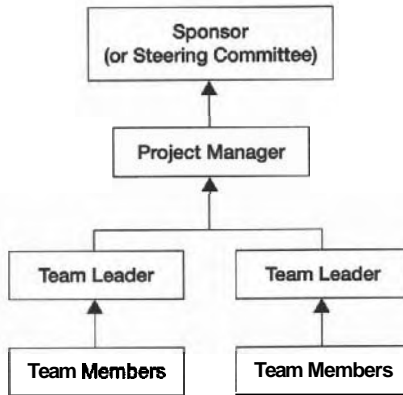 Sponsor
(or Steering Committee)
Project Manager
Team Leader
Team Leader
Team Members
Team Members